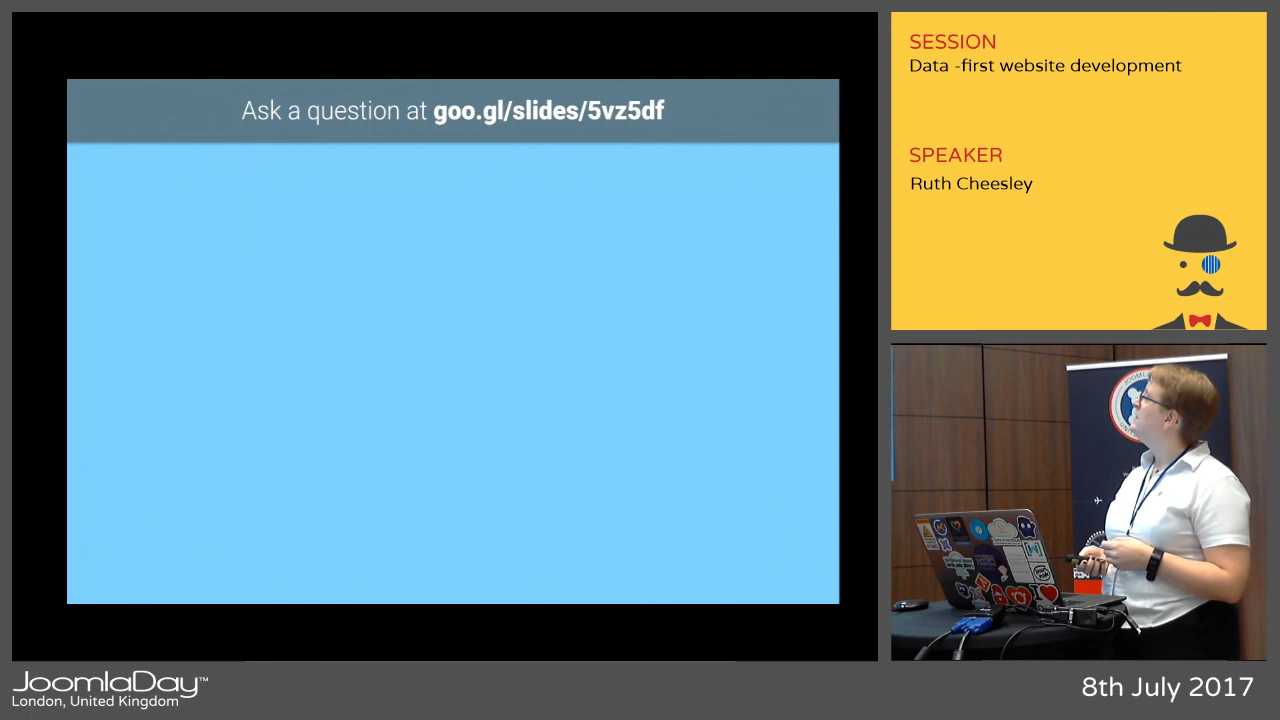 Ask a question at goo.gl/slides/5vz5df
SESSION
Data -first website development
SPEAKER
Ruth Cheesley
JOOMLA
JoomlaDay™
London, United Kingdom
8th July 2017